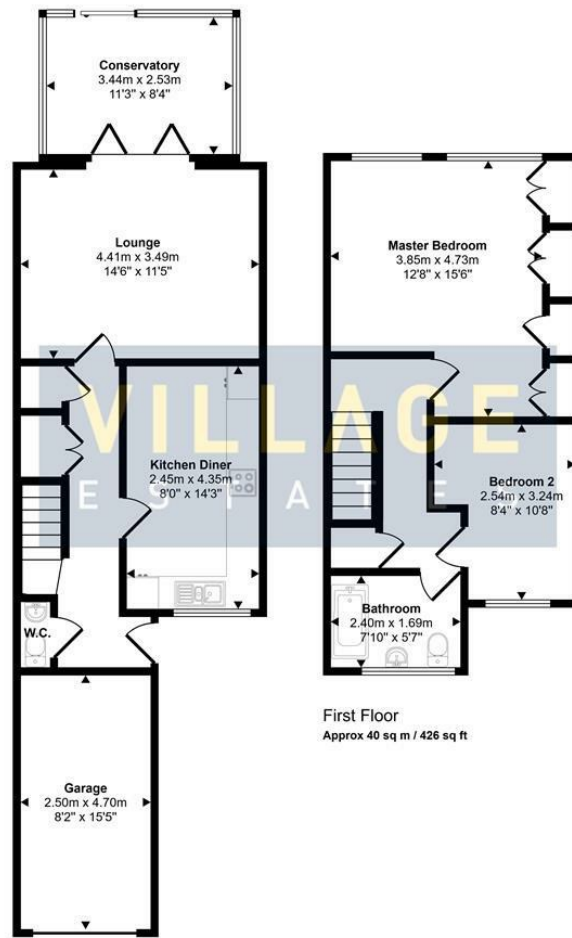 Conservatory
3.44m x 2.53m
11'3" x 8'4"
Lounge
4.41m x 3.49m
14'6" x 11'5"
Master Bedroom
3.85m x 4.73m
12'8" x 15'6"
VILLAGE
ESTATE
Kitchen Diner
2.45m x 4.35m
8'0" x 14'3"
Bedroom 2
2.54m x 3.24m
8'4" x 10'8"
W.C.
Bathroom
2.40m x 1.69m
7'10" x 5'7"
First Floor
Approx 40 sq m / 426 sq ft
Garage
2.50m x 4.70m
8'2" x 15'5"